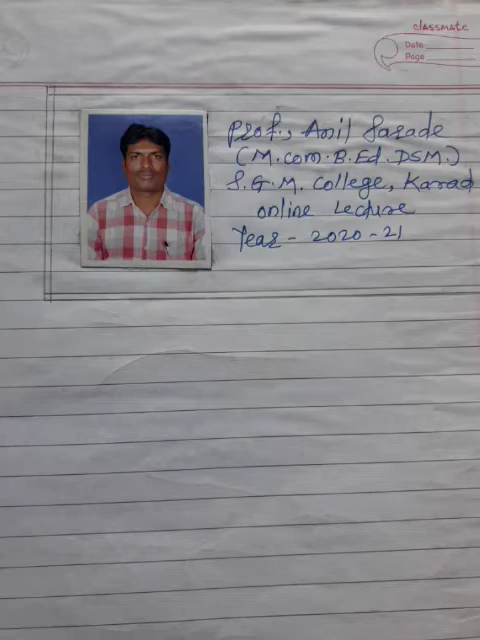 classmate
Date
Page
Prof., Anil Sarade
(M.com. B.Ed. DSM.)
S.G.M. College, Karad
online Lecture
Year - 2020-21